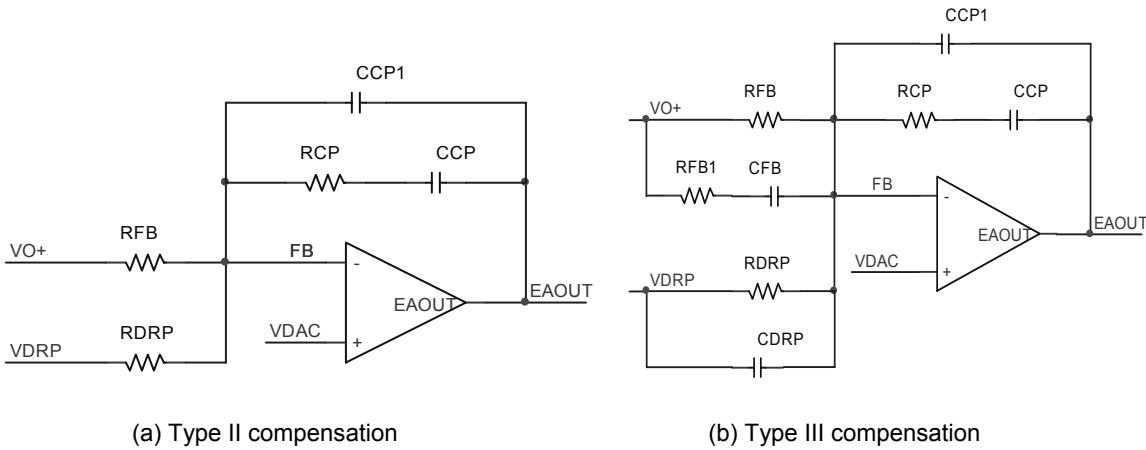 CCP1
RCP
CCP
RFB
VO+
FB
-
EAOUT
EAOUT
RDRP
VDAC
+
VDRP
(a) Type II compensation
CCP1
RFB
RCP
CCP
VO+
RFB1
CFB
FB
-
EAOUT
EAOUT
RDRP
VDAC
VDRP
+
CDRP
(b) Type III compensation